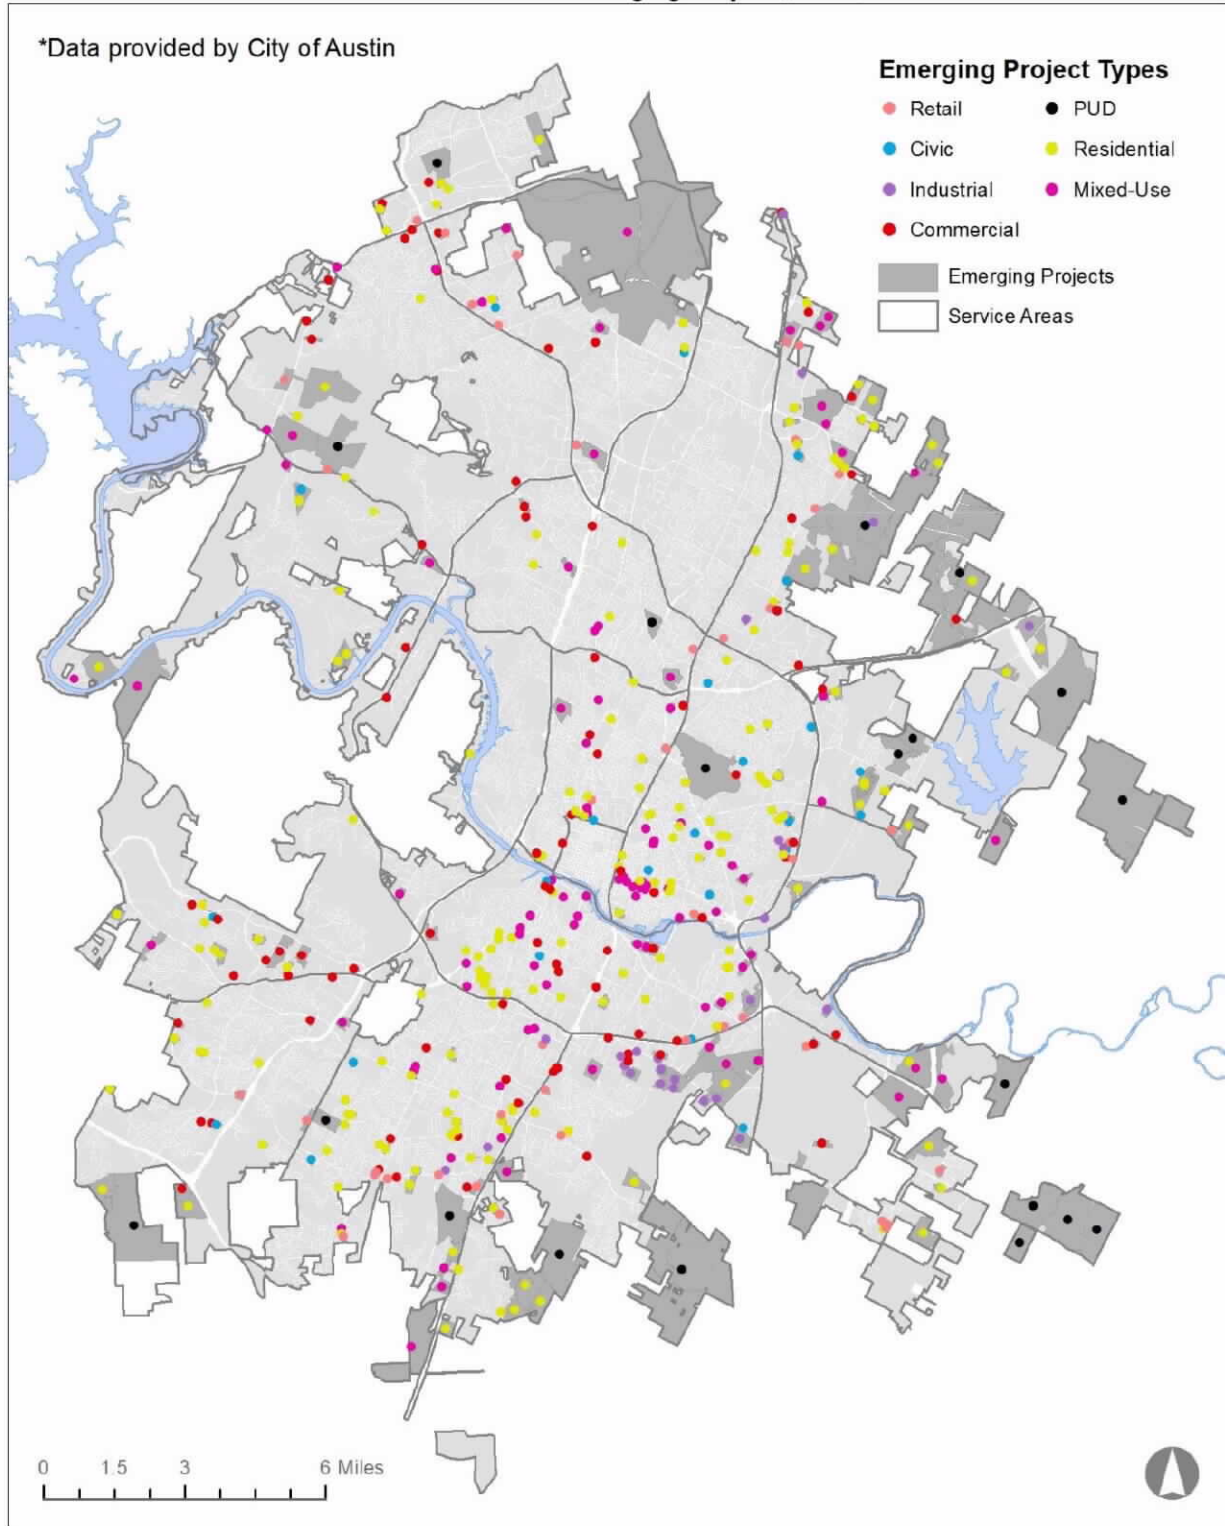 *Data provided by City of Austin
Emerging Project Types
Retail
PUD
Civic
Residential
Industrial
Mixed-Use
Commercial
Emerging Projects
Service Areas
0 1.5 3 6 Miles